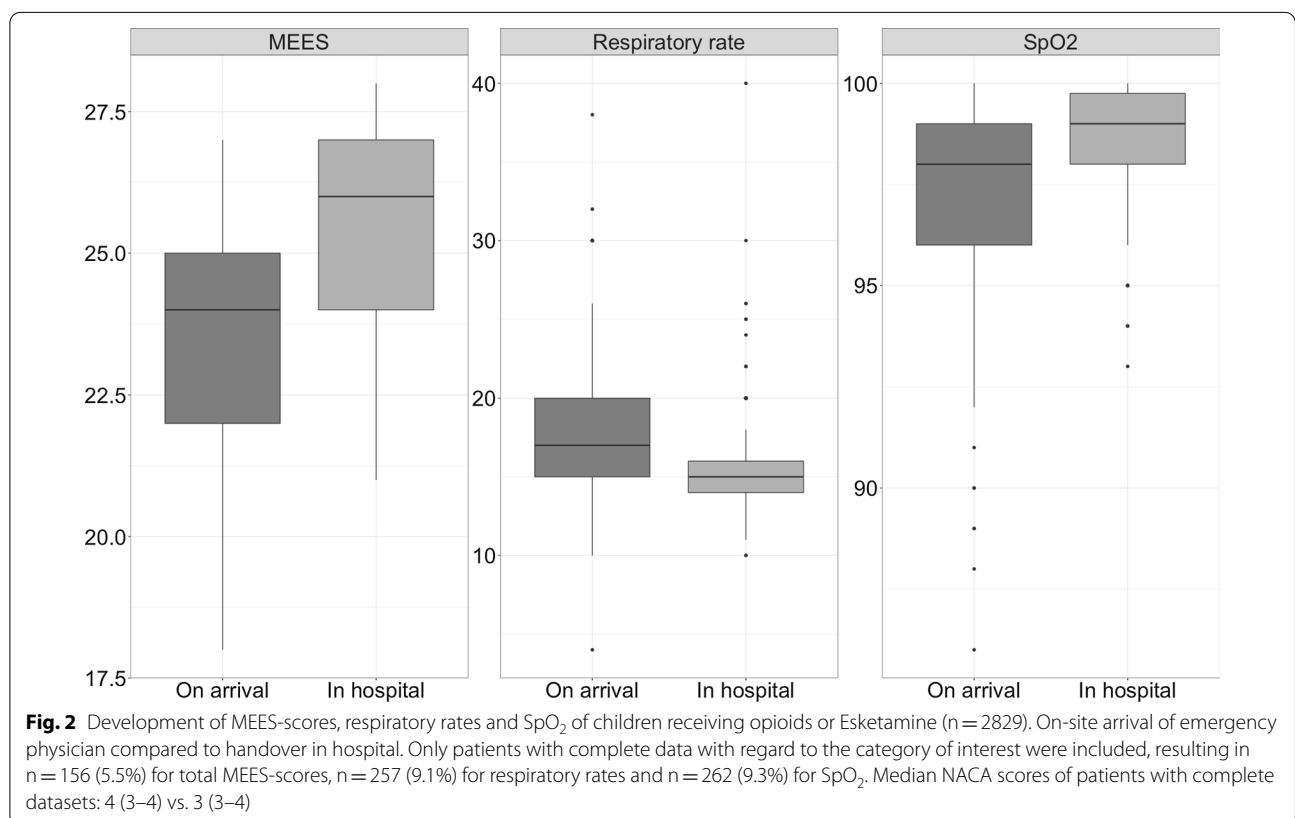 MEES
Respiratory rate
SpO2
27.5
25.0
22.5
20.0
17.5
40
30
20
10
100
95
90
On arrival
In hospital
On arrival
In hospital
On arrival
In hospital
Fig. 2 Development of MEES-scores, respiratory rates and SpO₂ of children receiving opioids or Esketamine (n = 2829). On-site arrival of emergency
physician compared to handover in hospital. Only patients with complete data with regard to the category of interest were included, resulting in
n = 156 (5.5%) for total MEES-scores, n = 257 (9.1%) for respiratory rates and n = 262 (9.3%) for SpO₂. Median NACA scores of patients with complete
datasets: 4 (3–4) vs. 3 (3–4)